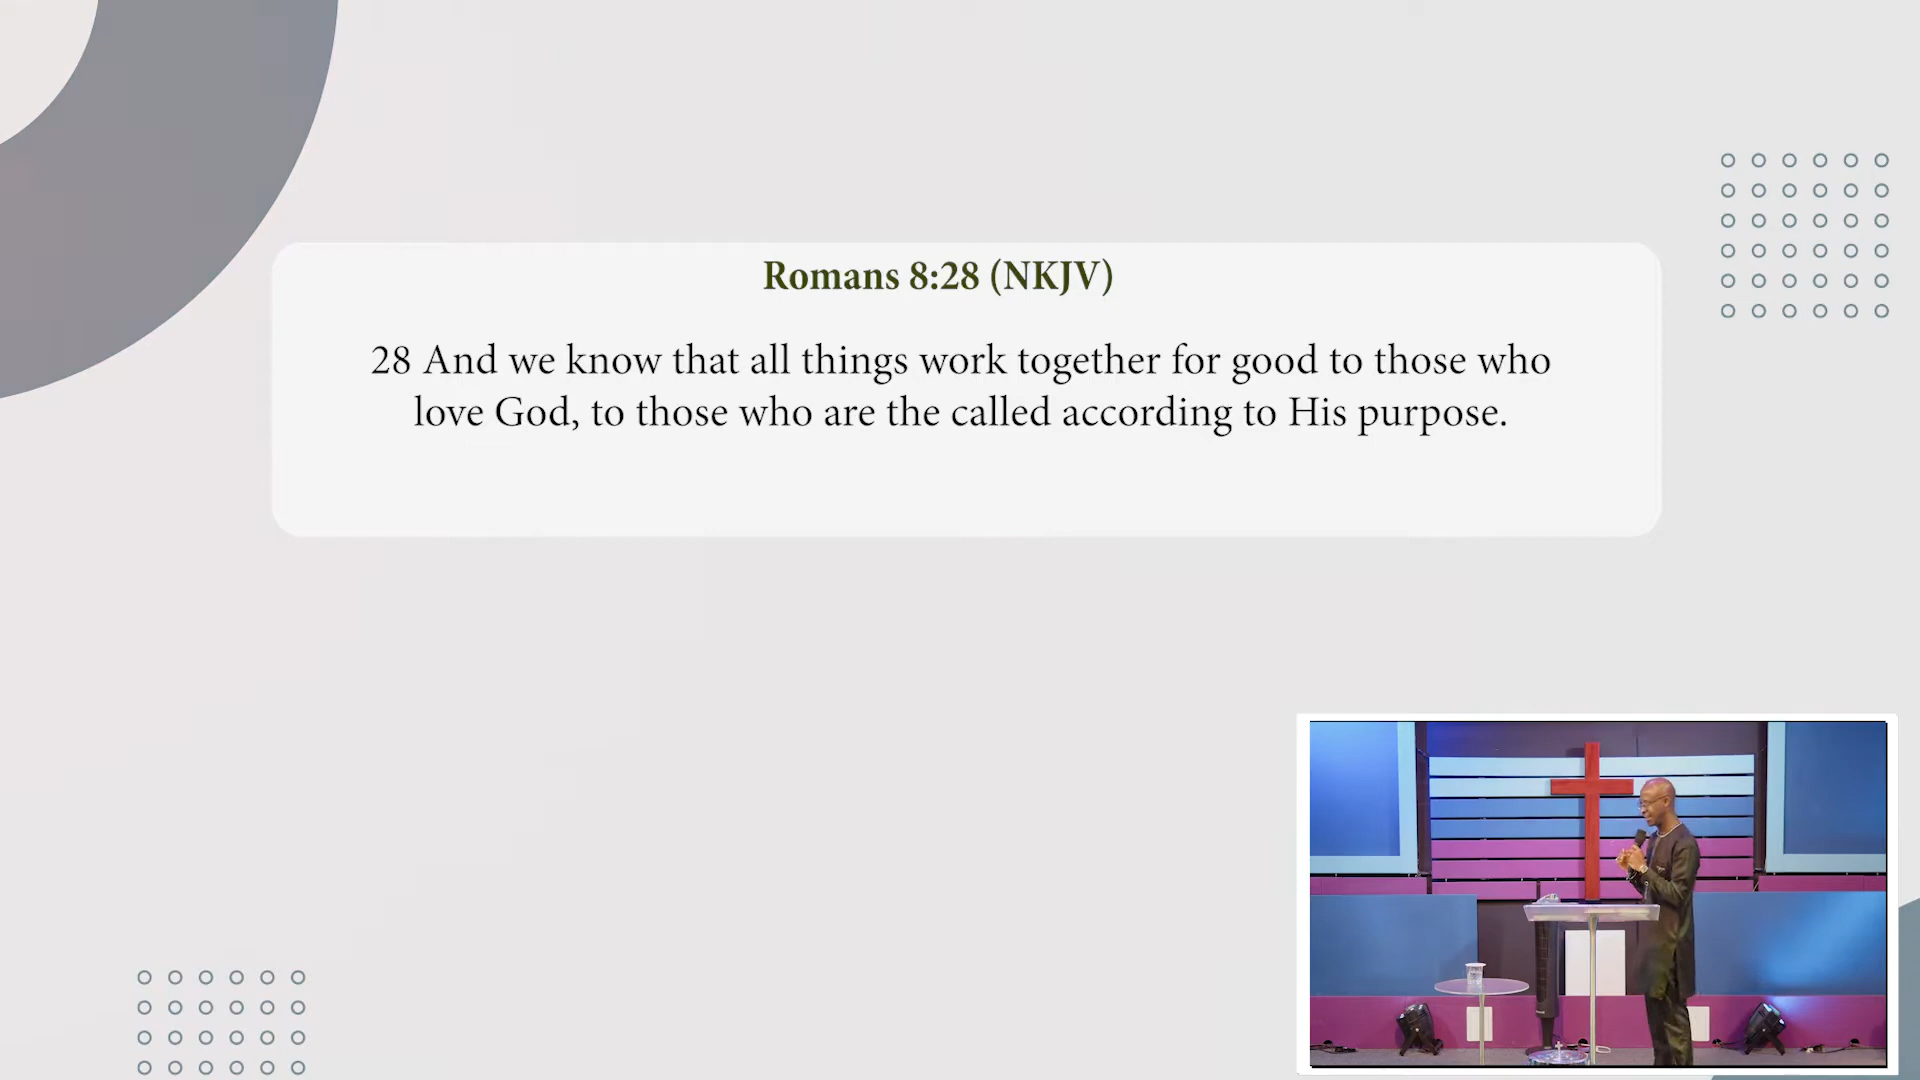 Romans 8:28 (NKJV)
28 And we know that all things work together for good to those who
love God, to those who are the called according to His purpose.